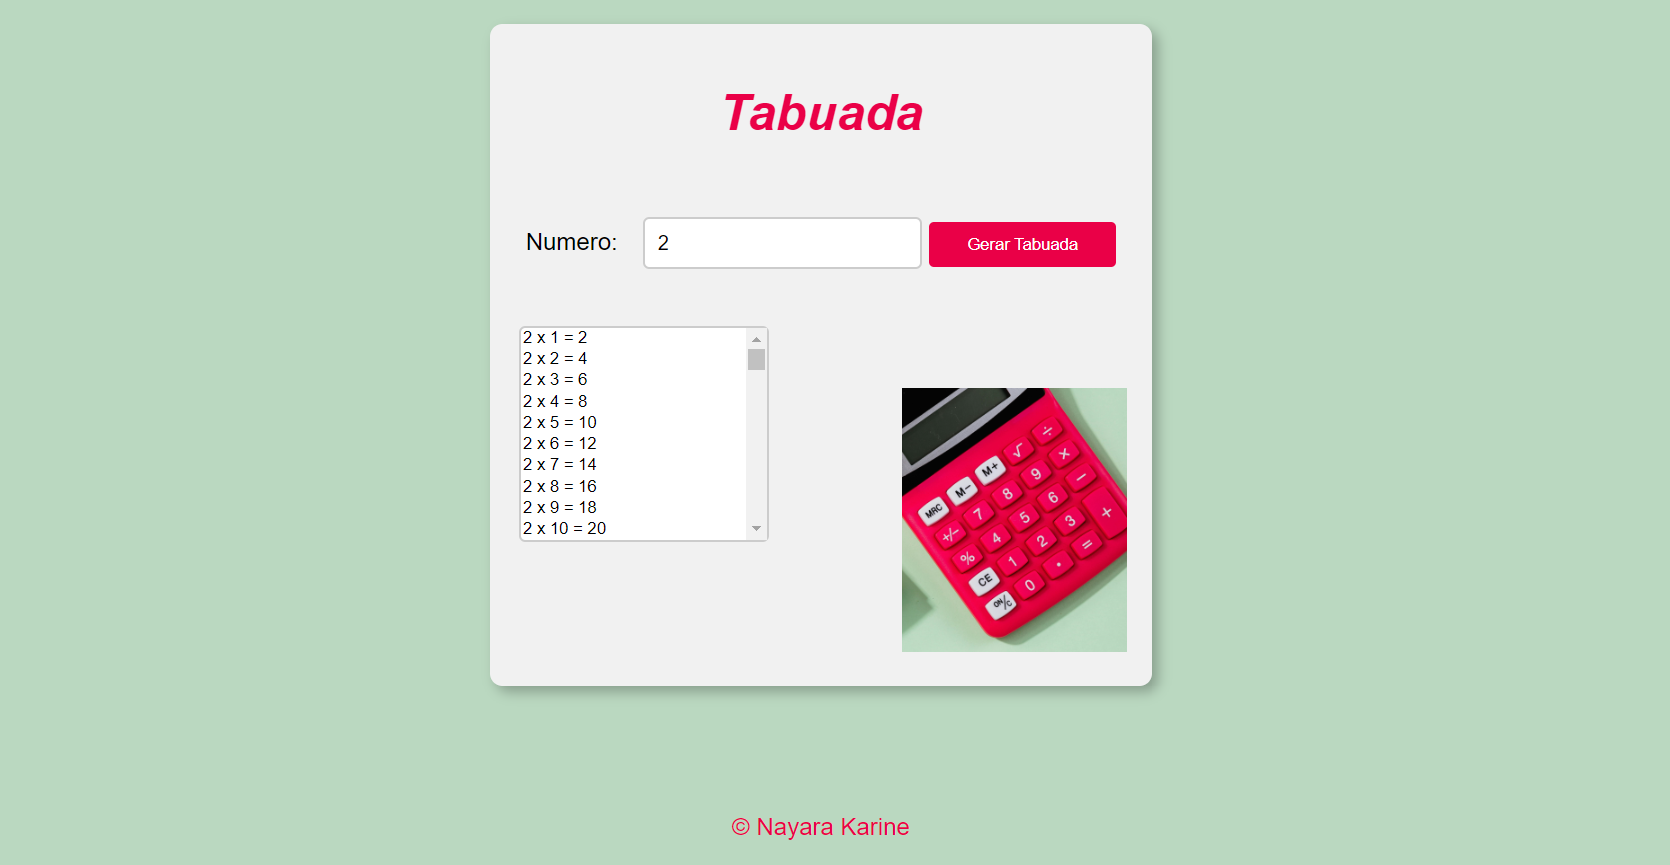 Tabuada
Numero:
2
Gerar Tabuada
2 x 1 = 2
2 x 2 = 4
2 x 3 = 6
2 x 4 = 8
2 x 5 = 10
2 x 6 = 12
2 x 7 = 14
2 x 8 = 16
2 x 9 = 18
2 x 10 = 20
MRC M− M+ √ ÷
+/− 7 8 9 ×
% 4 5 6 −
CE 1 2 3 +
ON/C 0 . =
© Nayara Karine